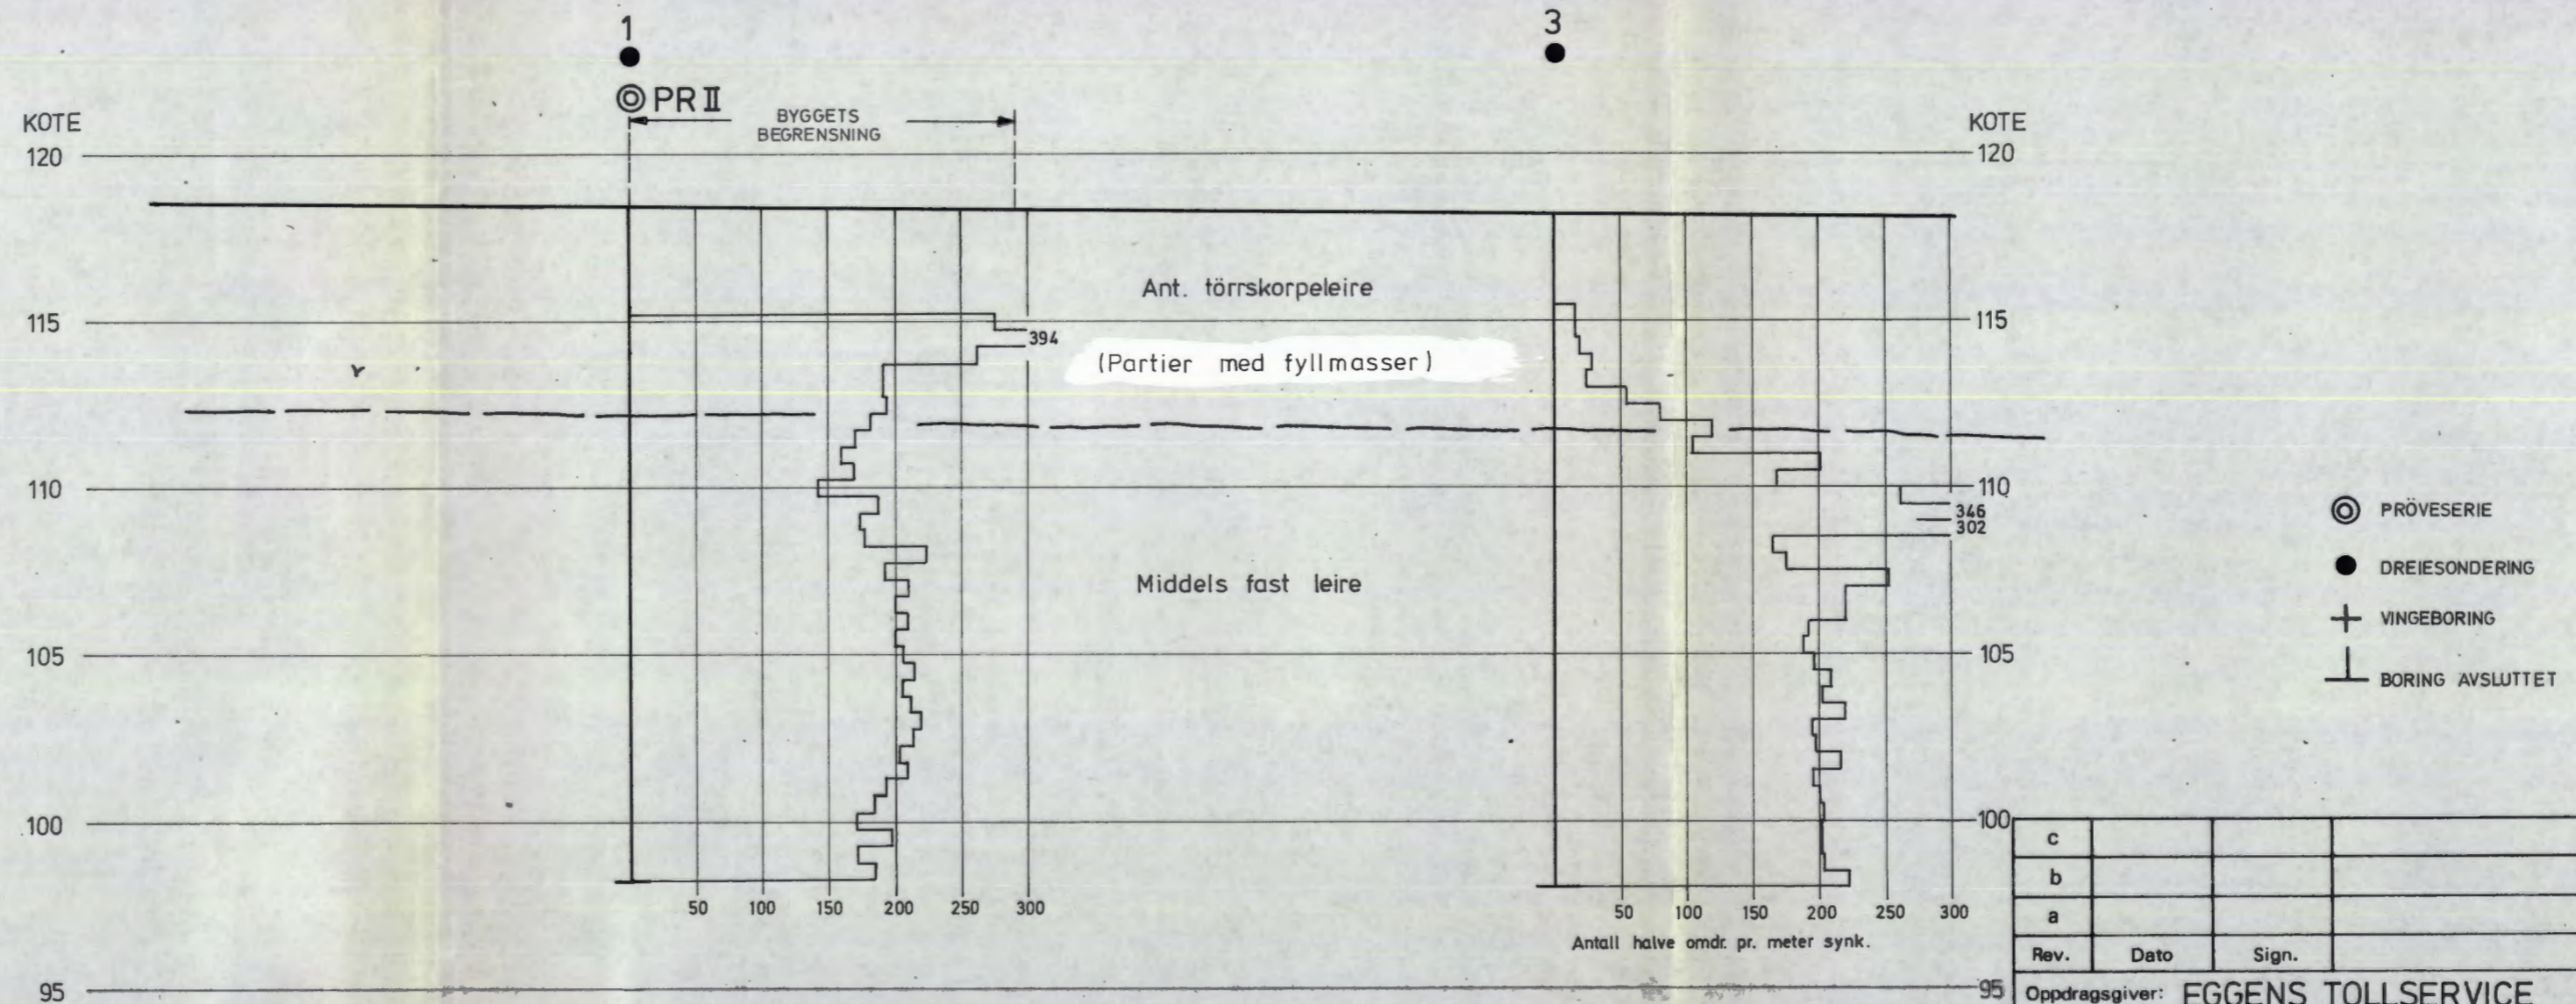 1
3
PR II
BYGGETS
BEGRENSNING
KOTE
KOTE
120
120
Ant. törrskorpeleire
115
115
394
(Partier med fyllmasser)
110
110
346
302
PRÖVESERIE
DREIESONDERING
Middels fast leire
VINGEBORING
105
105
BORING AVSLUTTET
100
100
50 100 150 200 250 300
50 100 150 200 250 300
Antall halve omdr. pr. meter synk.
c
b
a
Rev. Dato Sign.
95
95
Oppdragsgiver: EGGENS TOLLSERVICE